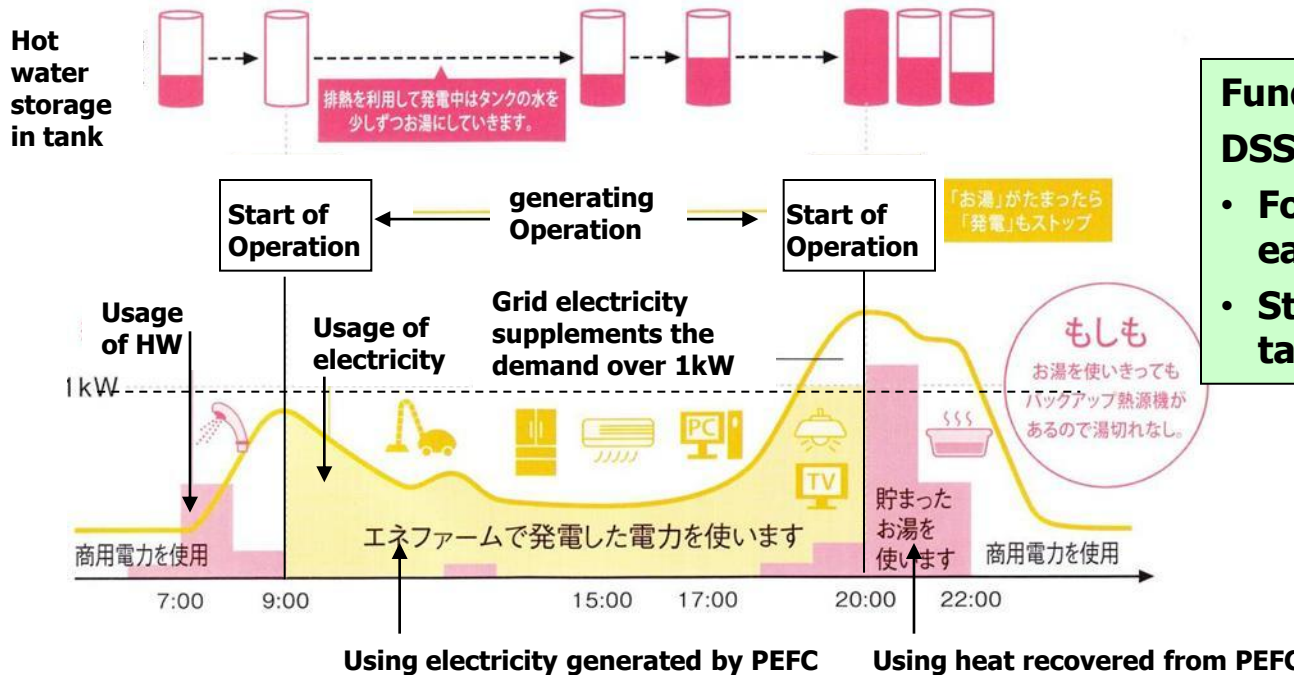 Hot
water
storage
in tank
排熱を利用して発電中はタンクの水を
少しずつお湯にしていきます。
Start of
Operation
generating
Operation
Start of
Operation
「お湯」がたまったら
「発電」もストップ
DSS
Usage
of HW
Usage of
electricity
Grid electricity
supplements the
demand over 1kW
1kW
もしも
お湯を使いきっても
バックアップ熱源機が
あるので湯切れなし。
PC
TV
商用電力を使用
エネファームで発電した電力を使います
貯まった
お湯を
使います
商用電力を使用
7:00 9:00 15:00 17:00 20:00 22:00
Using electricity generated by PEFC
Using heat recovered from PEFC